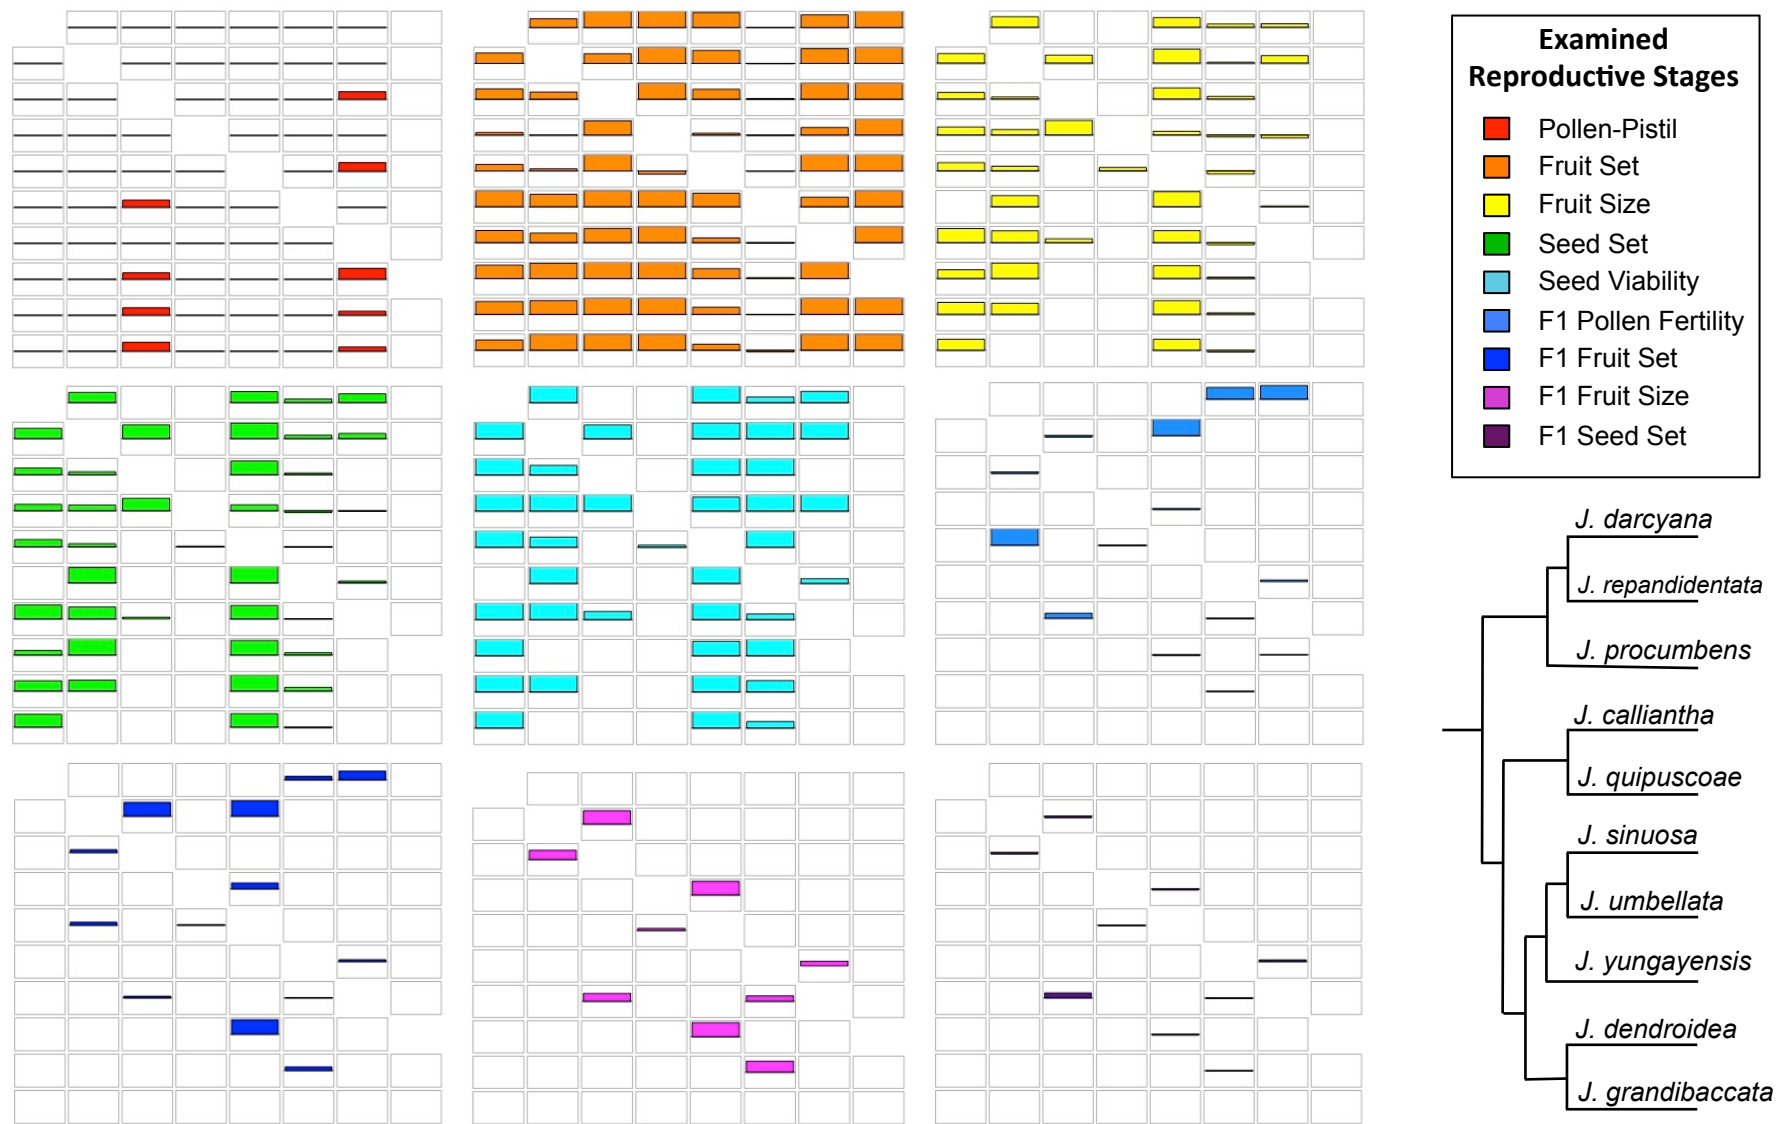 Examined
Reproductive Stages
Pollen-Pistil
Fruit Set
Fruit Size
Seed Set
Seed Viability
F1 Pollen Fertility
F1 Fruit Set
F1 Fruit Size
F1 Seed Set
J. darcyana
J. repandidentata
J. procumbens
J. calliantha
J. quipuscoae
J. sinuosa
J. umbellata
J. yungayensis
J. dendroidea
J. grandibaccata